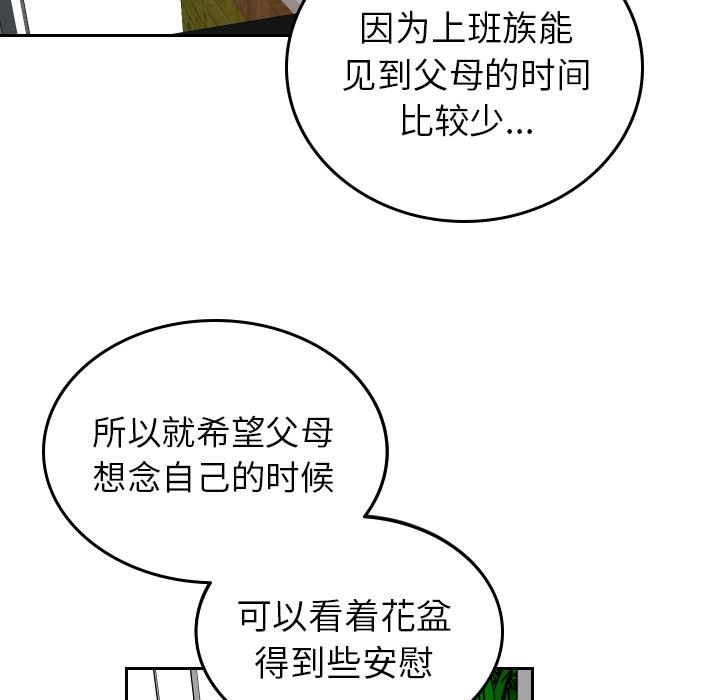 因为上班族能
见到父母的时间
比较少...
所以就希望父母
想念自己的时候
可以看着花盆
得到些安慰